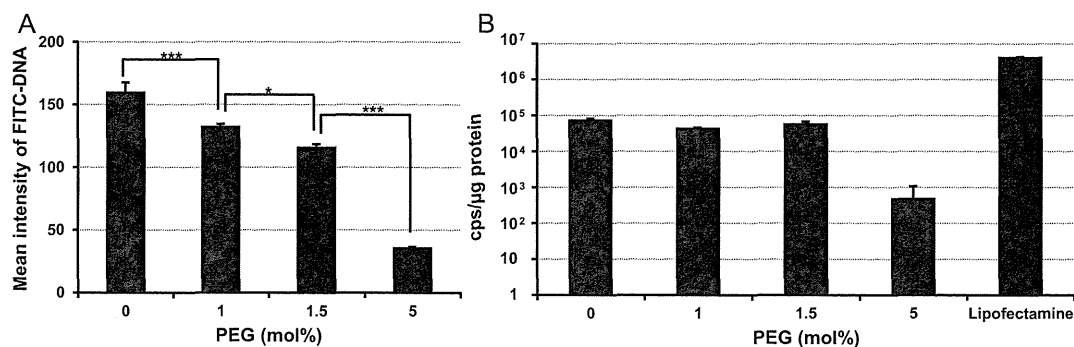 A
Mean intensity of FITC-DNA
200
150
100
50
0
***
*
***
0 1 1.5 5
PEG (mol%)
B
cps/µg protein
10⁷
10⁶
10⁵
10⁴
10³
10²
10
1
0 1 1.5 5 Lipofectamine
PEG (mol%)